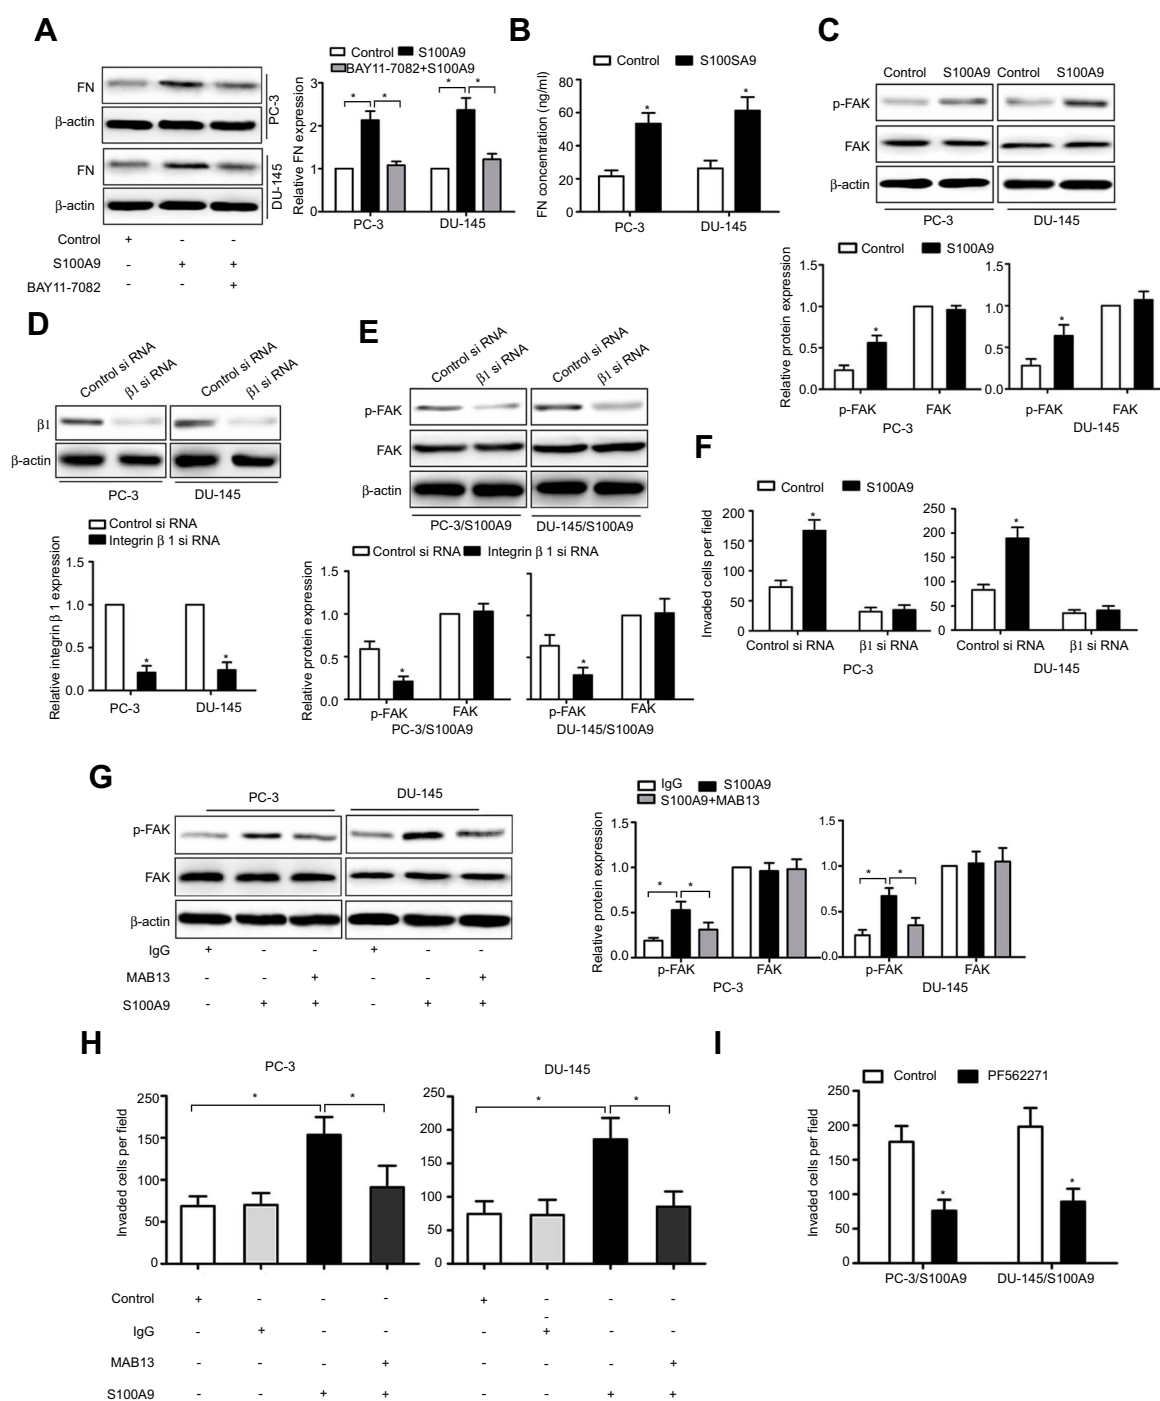 A
FN
β-actin
PC-3
FN
β-actin
DU-145
Control + - -
S100A9 - + +
BAY11-7082 - - +
Control S100A9
BAY11-7082+S100A9
Relative FN expression
3
2
1
0
* * * *
PC-3 DU-145
B
Control S100SA9
FN concentration (ng/ml)
80
60
40
20
0
* *
PC-3 DU-145
C
Control S100A9 Control S100A9
p-FAK
FAK
β-actin
PC-3 DU-145
Control S100A9
Relative protein expression
1.5 1.5
1.0 1.0
0.5 0.5
0.0 0.0
* *
p-FAK FAK p-FAK FAK
PC-3 DU-145
D
Control si RNA β1 si RNA Control si RNA β1 si RNA
β1
β-actin
PC-3 DU-145
Control si RNA
Integrin β 1 si RNA
Relative integrin β 1 expression
1.5
1.0
0.5
0.0
* *
PC-3 DU-145
E
Control si RNA β1 si RNA Control si RNA β1 si RNA
p-FAK
FAK
β-actin
PC-3/S100A9 DU-145/S100A9
Control si RNA Integrin β 1 si RNA
Relative protein expression
1.5
1.0
0.5
0.0
* *
p-FAK FAK p-FAK FAK
PC-3/S100A9 DU-145/S100A9
F
Control S100A9
Invaded cells per field
200 250
150 200
100 150
50 100
0 50
0
* *
Control si RNA β1 si RNA Control si RNA β1 si RNA
PC-3 DU-145
G
PC-3 DU-145
p-FAK
FAK
β-actin
IgG + - - + - -
MAB13 - - + - - +
S100A9 - + + - + +
IgG S100A9
S100A9+MAB13
Relative protein expression
1.5 1.5
1.0 1.0
0.5 0.5
0.0 0.0
* * * *
p-FAK FAK p-FAK FAK
PC-3 DU-145
H
PC-3 DU-145
Invaded cells per field
250 250
150 200
100 150
50 100
0 50
0
* * * *
Control + - - - + - - -
-
IgG - + - - - + - -
MAB13 - - - + - - - +
S100A9 - - + + - - + +
I
Control PF562271
Invaded cells per field
250
200
150
100
50
0
* *
PC-3/S100A9 DU-145/S100A9